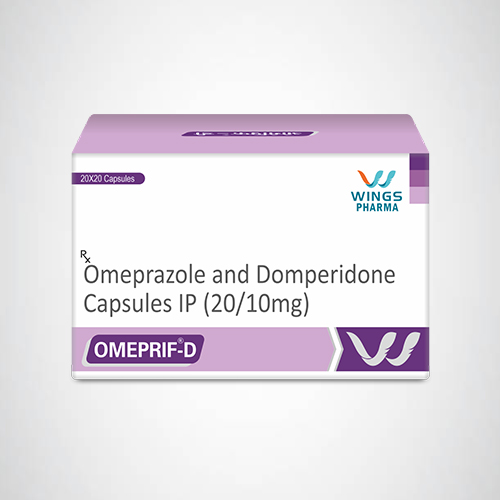 20X20 Capsules
WINGS
PHARMA
Rx
Omeprazole and Domperidone
Capsules IP (20/10mg)
OMEPRIF®-D